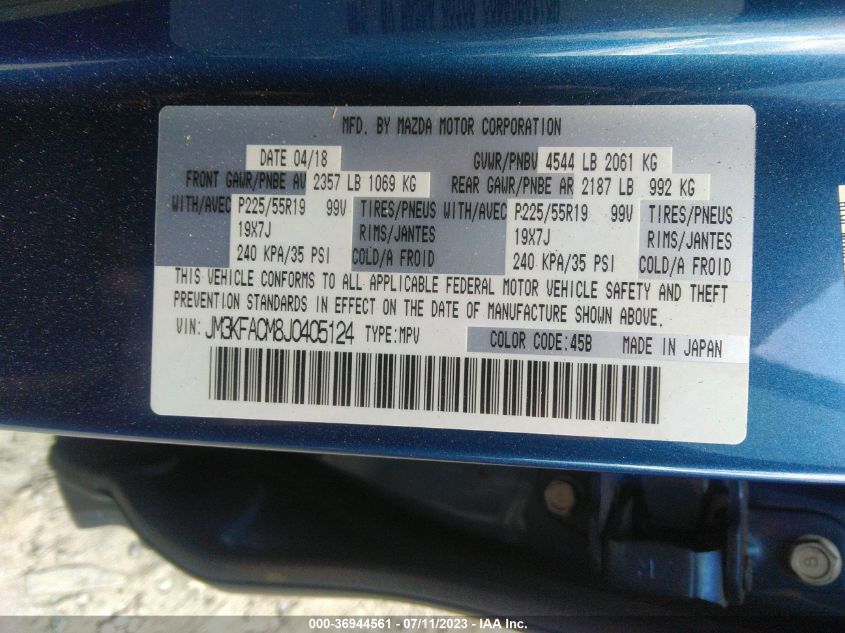 MFD. BY MAZDA MOTOR CORPORATION
DATE 04/18 GVWR/PNBV 4544 LB 2061 KG
FRONT GAWR/PNBE AV 2357 LB 1069 KG REAR GAWR/PNBE AR 2187 LB 992 KG
WITH/AVEC P225/55R19 99V TIRES/PNEUS WITH/AVEC P225/55R19 99V TIRES/PNEUS
19X7J RIMS/JANTES 19X7J RIMS/JANTES
240 KPA/35 PSI COLD/A FROID 240 KPA/35 PSI COLD/A FROID
THIS VEHICLE CONFORMS TO ALL APPLICABLE FEDERAL MOTOR VEHICLE SAFETY AND THEFT
PREVENTION STANDARDS IN EFFECT ON THE DATE OF MANUFACTURE SHOWN ABOVE.
VIN: JM3KFACM8J0405124 TYPE:MPV COLOR CODE:45B MADE IN JAPAN
8
000-36944561 - 07/11/2023 - IAAI.COM